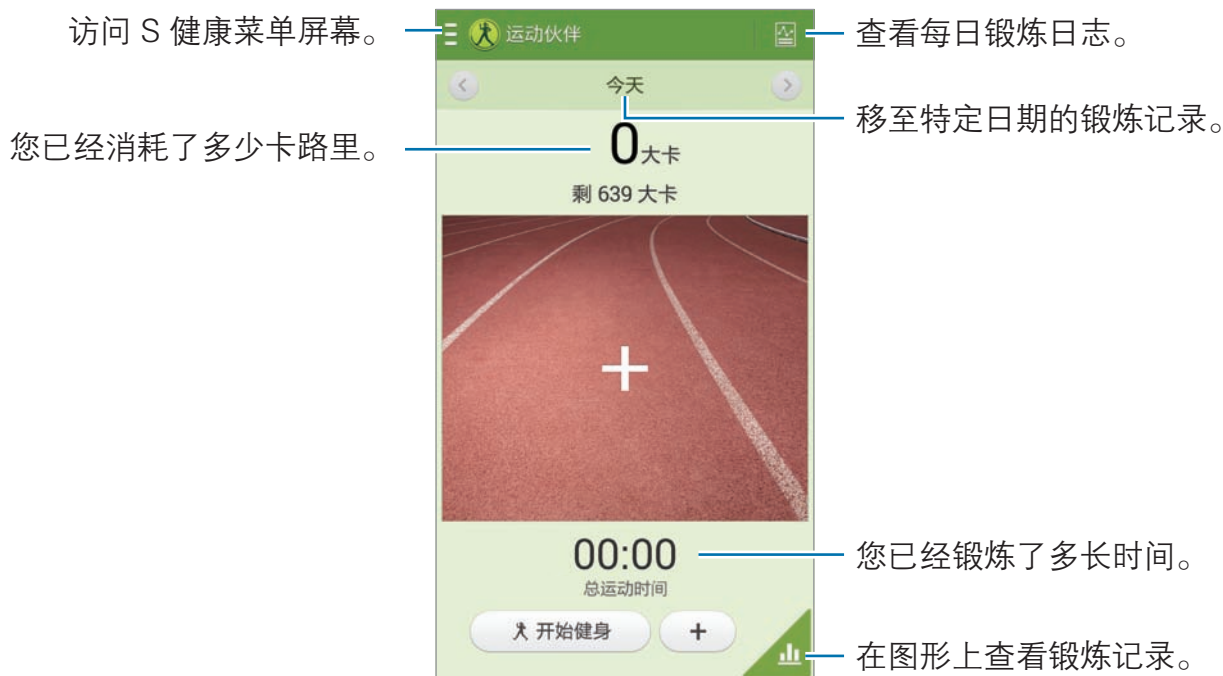 访问 S 健康菜单屏幕。
运动伙伴
查看每日锻炼日志。
今天
移至特定日期的锻炼记录。
您已经消耗了多少卡路里。
0大卡
剩 639 大卡
00:00
您已经锻炼了多长时间。
总运动时间
开始健身
+
在图形上查看锻炼记录。